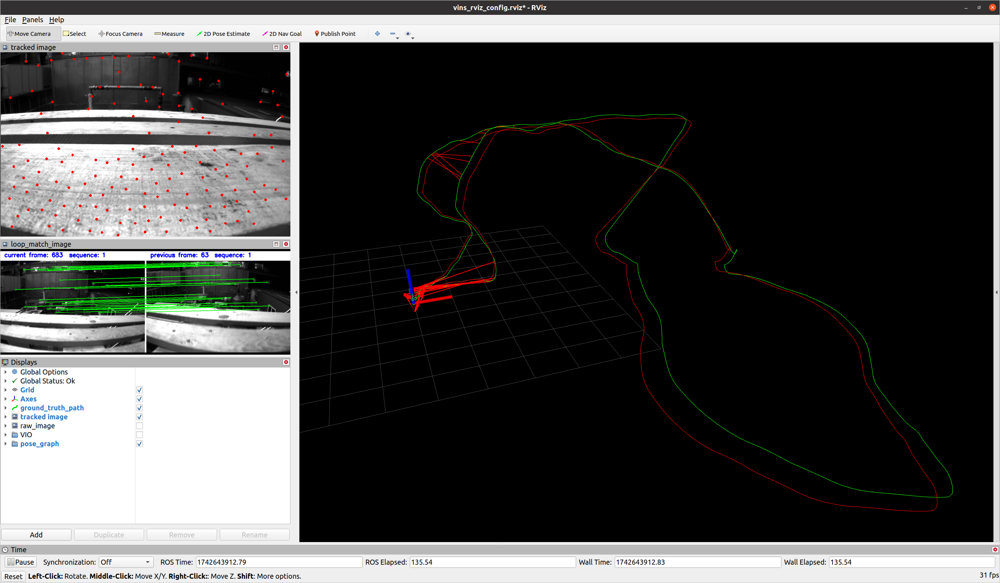 vins_rviz_config.rviz* - RViz
File Panels Help
Move Camera Select Focus Camera Measure 2D Pose Estimate 2D Nav Goal Publish Point
tracked image
loop_match_image
current frame: 683 sequence: 1 previous frame: 63 sequence: 1
Displays
Global Options
Global Status: Ok
Grid
Axes
ground_truth_path
tracked image
raw_image
VIO
pose_graph
Add Duplicate Remove Rename
Time
Pause Synchronization: Off ROS Time: 1742643912.79 ROS Elapsed: 135.54 Wall Time: 1742643912.83 Wall Elapsed: 135.54
Reset Left-Click: Rotate. Middle-Click: Move X/Y. Right-Click:: Move Z. Shift: More options. 31 fps